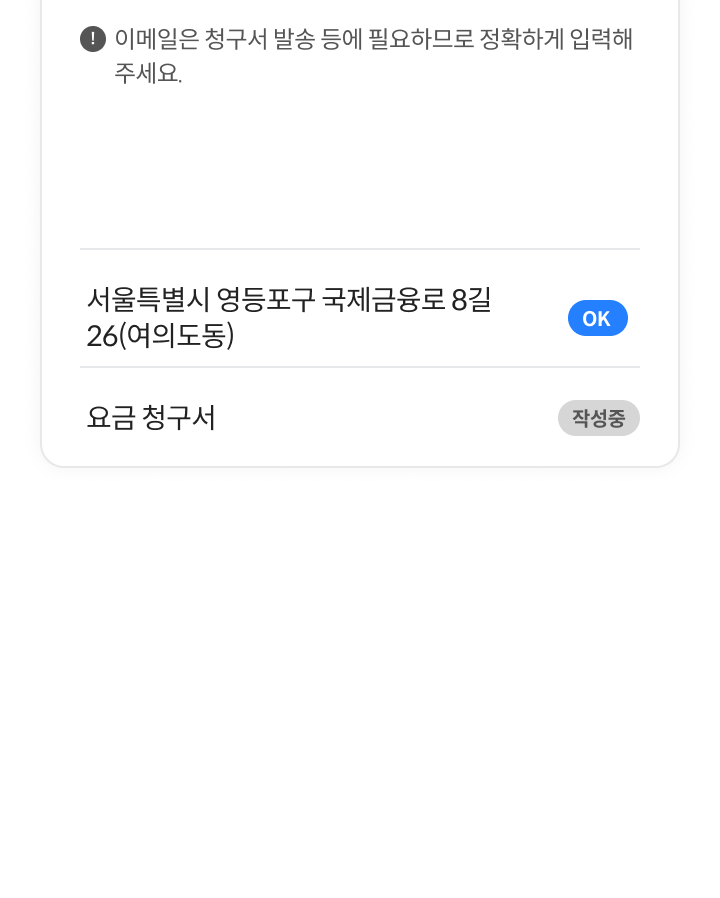 이메일은 청구서 발송 등에 필요하므로 정확하게 입력해
주세요.
서울특별시 영등포구 국제금융로 8길
26(여의도동)
OK
요금 청구서
작성중